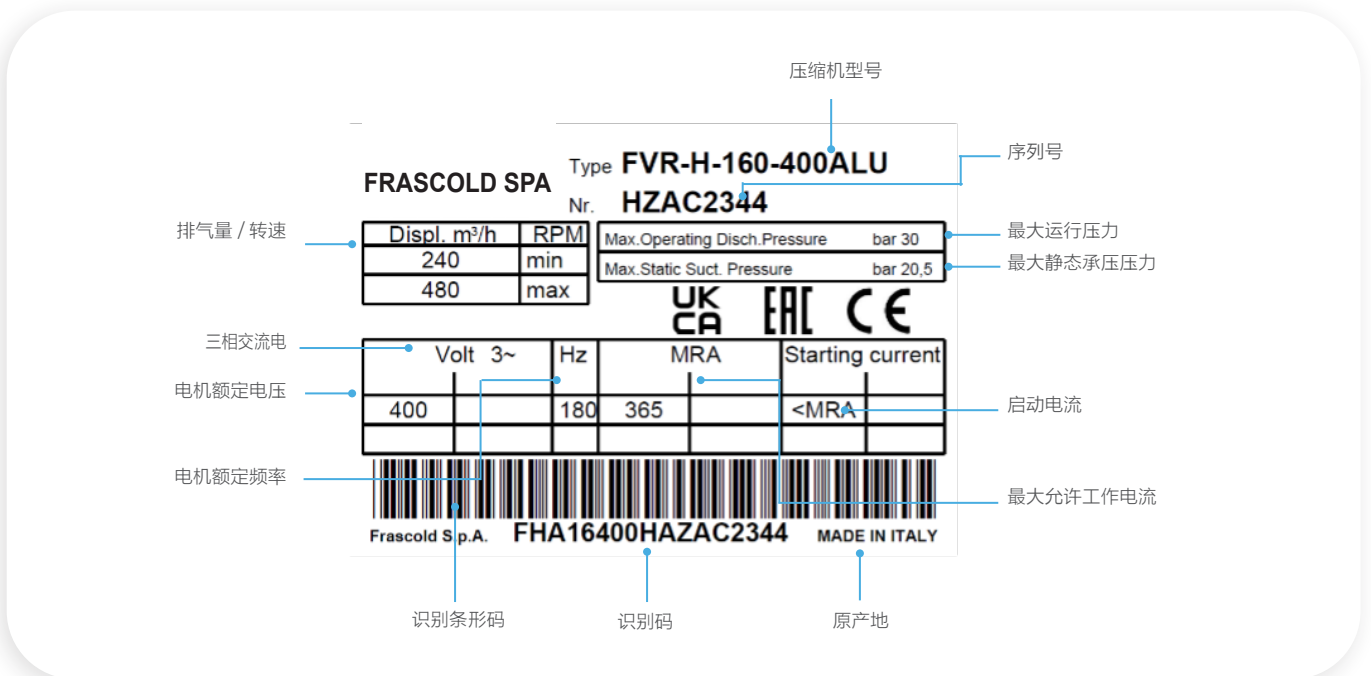 压缩机型号
Type FVR-H-160-400ALU
序列号
FRASCOLD SPA
Nr. HZAC2344
排气量 / 转速
Displ. m³/h RPM
240 min
480 max
Max.Operating Disch.Pressure bar 30
最大运行压力
Max.Static Suct. Pressure bar 20,5
最大静态承压压力
UK
CA
EAC CE
三相交流电
Volt 3~ Hz MRA Starting current
电机额定电压
400 180 365 <MRA
启动电流
电机额定频率
最大允许工作电流
Frascold S.p.A. FHA16400HAZAC2344 MADE IN ITALY
识别条形码
识别码
原产地